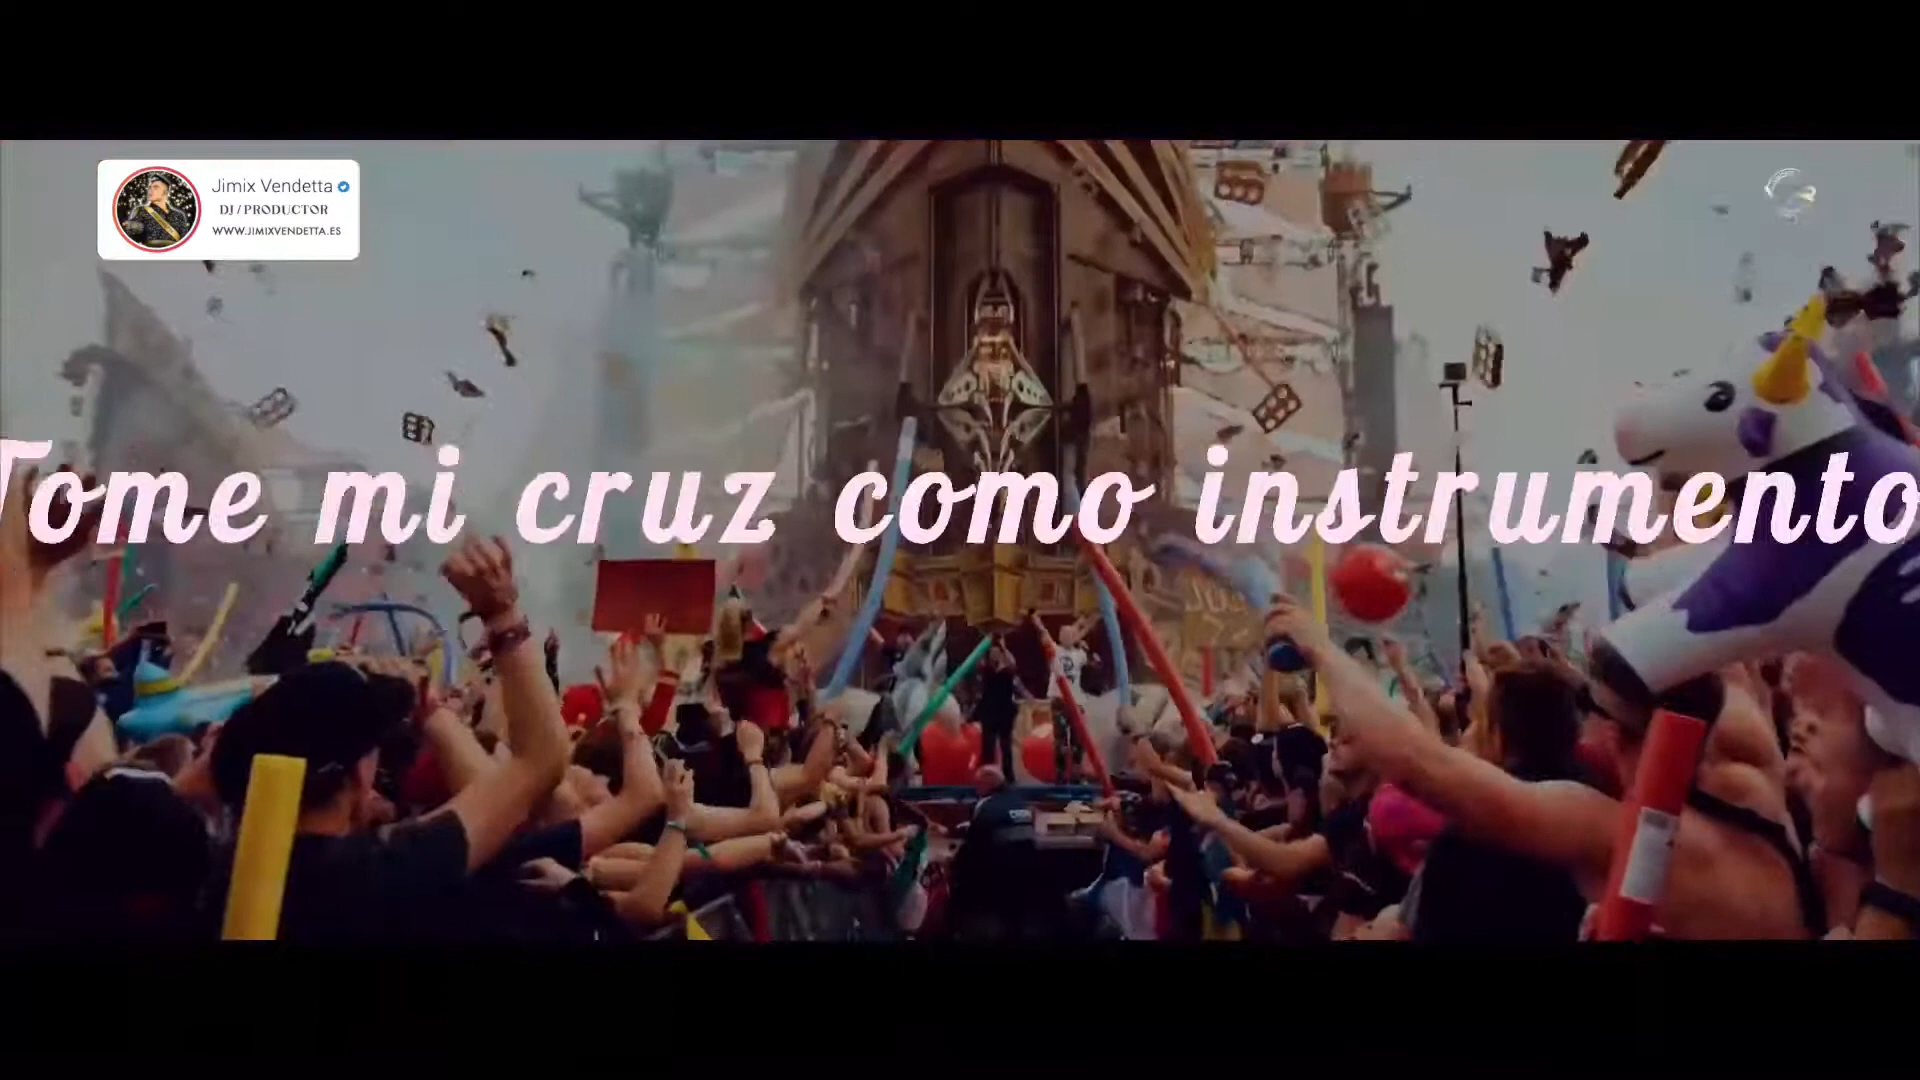 Jimix Vendetta
DJ / PRODUCTOR
WWW.JIMIXVENDETTA.ES
Tome mi cruz como instrumento